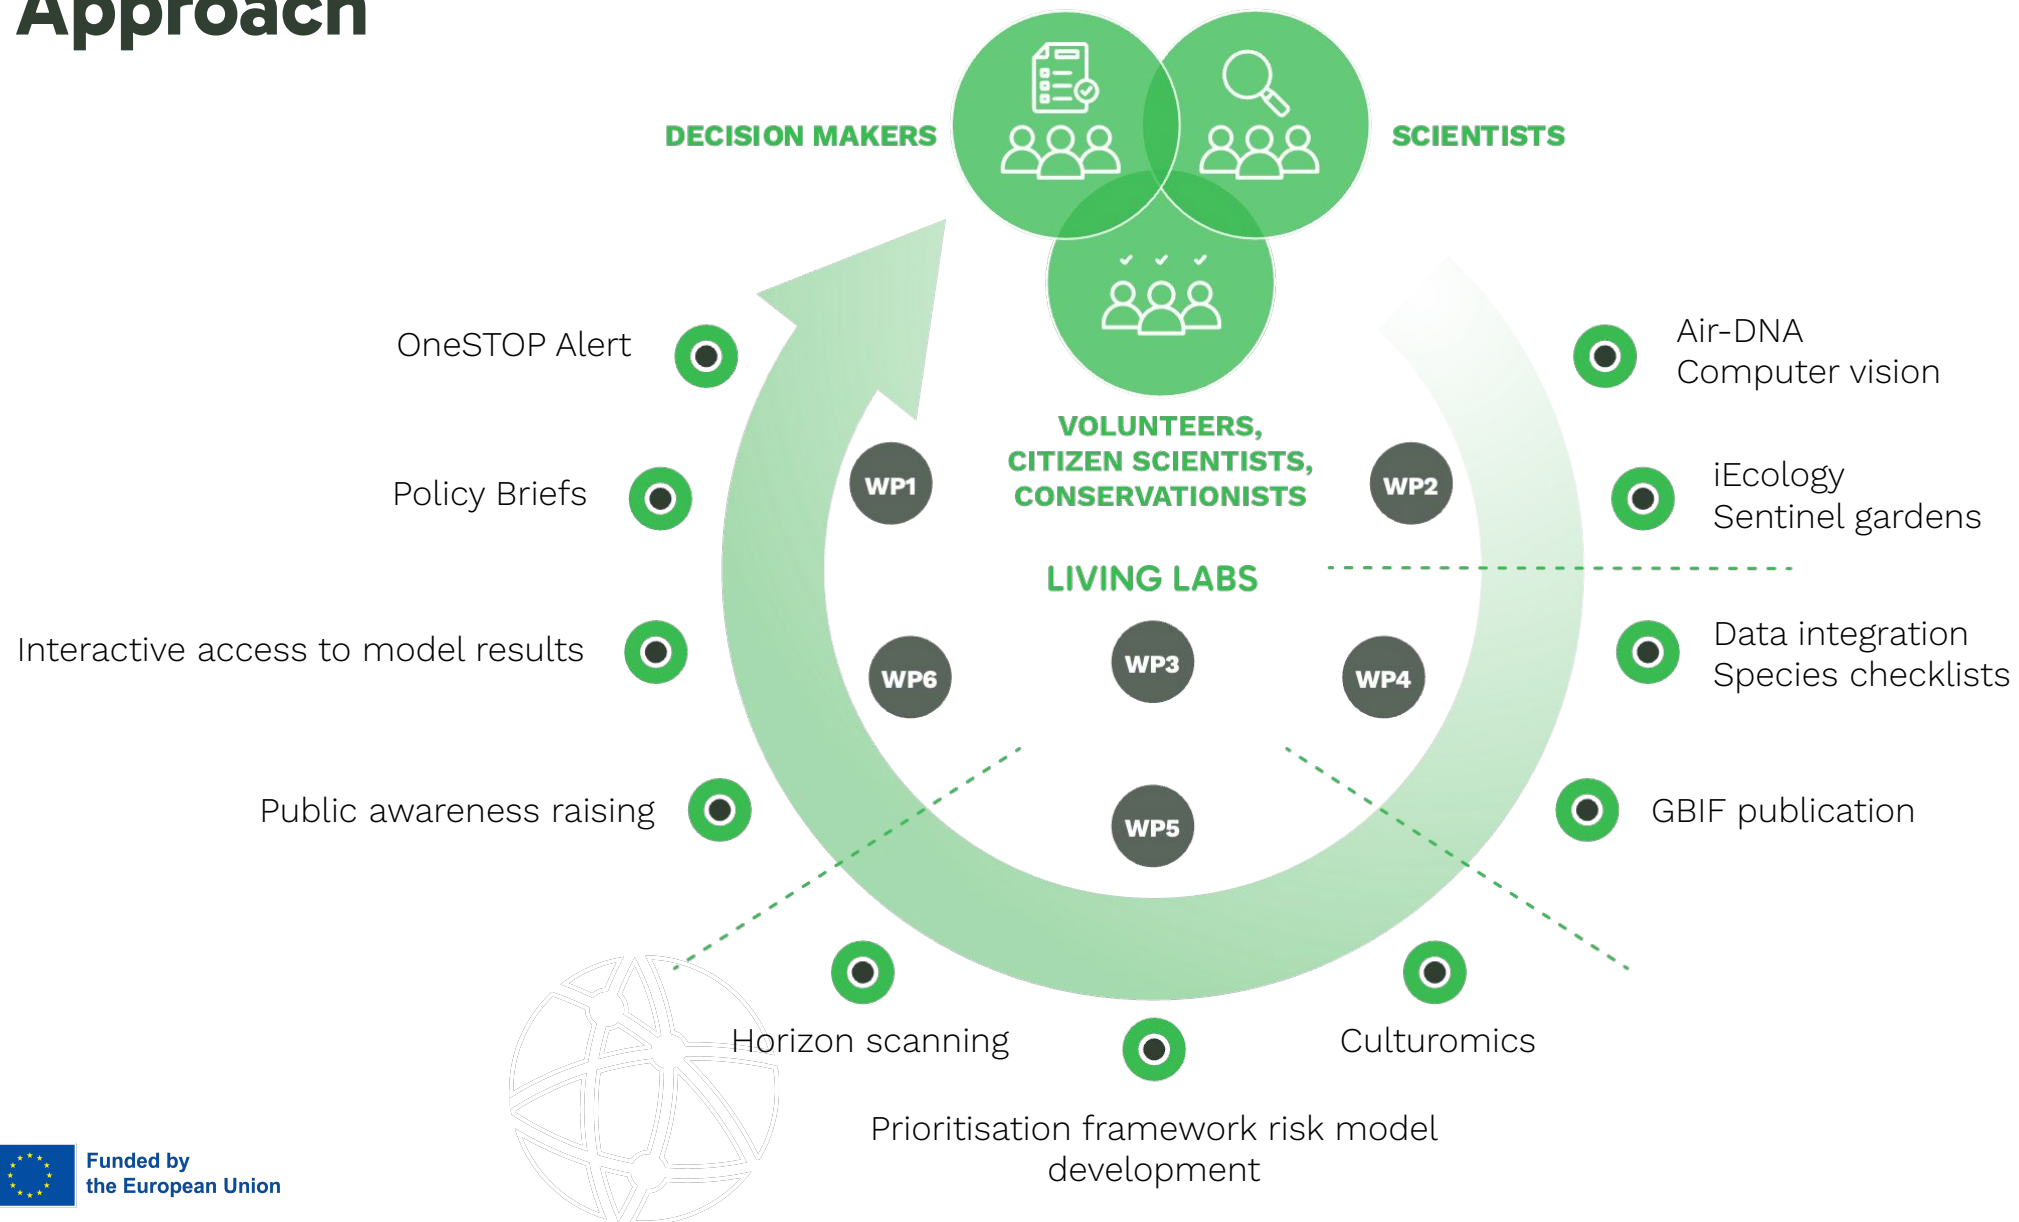 Approach
DECISION MAKERS
SCIENTISTS
VOLUNTEERS,
CITIZEN SCIENTISTS,
CONSERVATIONISTS
LIVING LABS
WP1
WP2
WP6
WP3
WP4
WP5
OneSTOP Alert
Policy Briefs
Interactive access to model results
Public awareness raising
Air-DNA
Computer vision
iEcology
Sentinel gardens
Data integration
Species checklists
GBIF publication
Horizon scanning
Culturomics
Prioritisation framework risk model
development
Funded by
the European Union